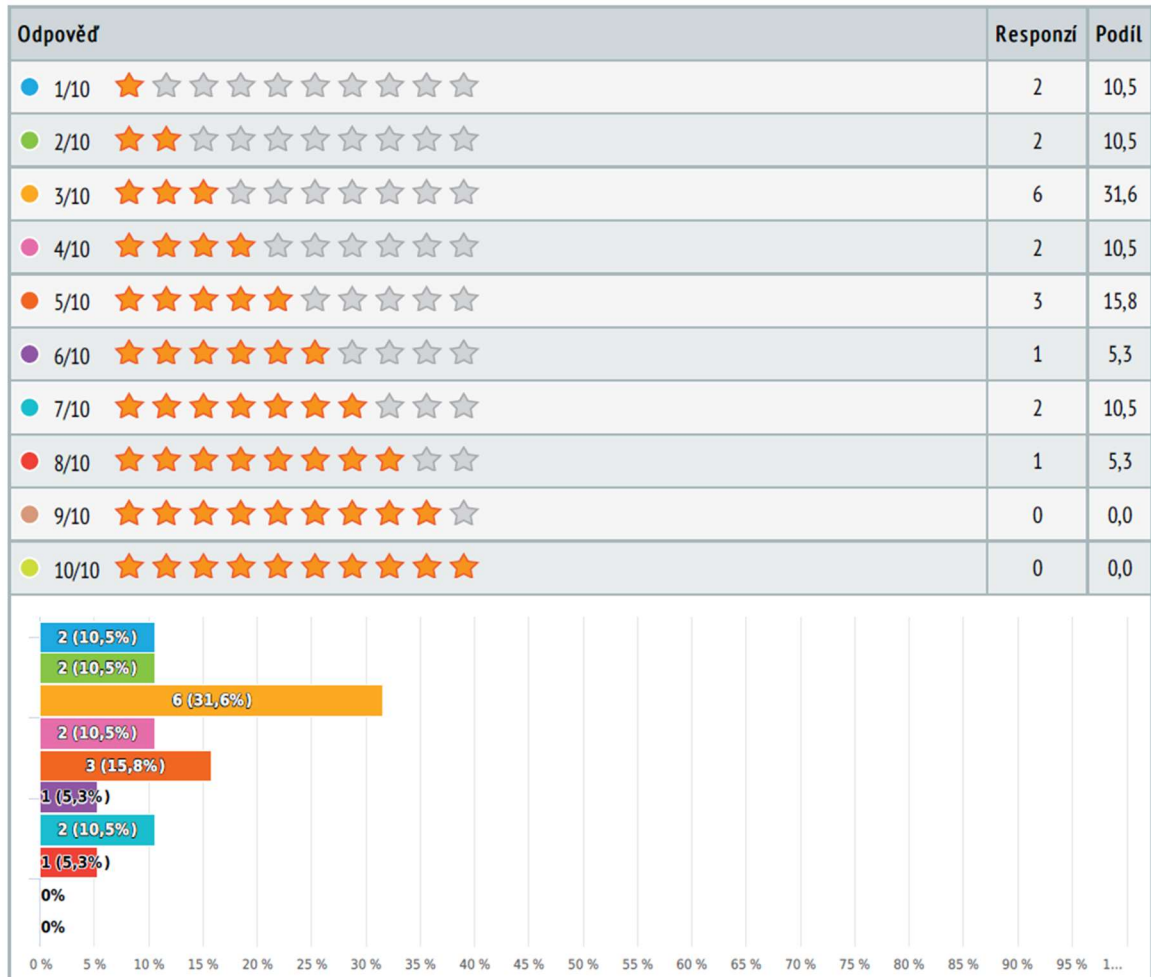 Odpověď Responzí Podíl
1/10 2 10,5
2/10 2 10,5
3/10 6 31,6
4/10 2 10,5
5/10 3 15,8
6/10 1 5,3
7/10 2 10,5
8/10 1 5,3
9/10 0 0,0
10/10 0 0,0
2 (10,5%)
2 (10,5%)
6 (31,6%)
2 (10,5%)
3 (15,8%)
1 (5,3%)
2 (10,5%)
1 (5,3%)
0%
0%
0 % 5 % 10 % 15 % 20 % 25 % 30 % 35 % 40 % 45 % 50 % 55 % 60 % 65 % 70 % 75 % 80 % 85 % 90 % 95 % 1...